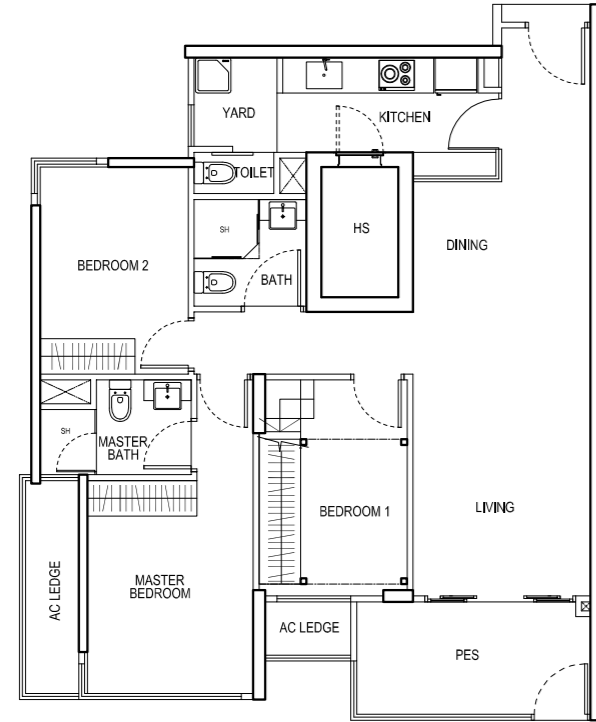 YARD
KITCHEN
TOILET
HS
SH
DINING
BEDROOM 2
BATH
SH
MASTER
BATH
BEDROOM 1
LIVING
AC LEDGE
MASTER
BEDROOM
AC LEDGE
PES